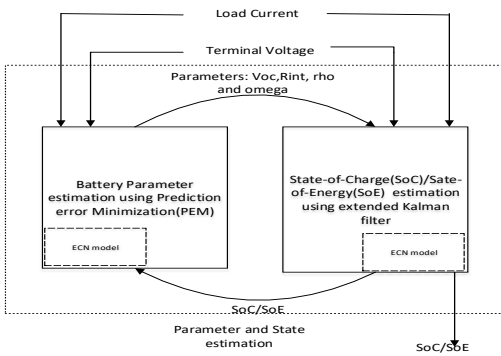 Load Current
Terminal Voltage
Parameters: Voc,Rint, rho
and omega
Battery Parameter
estimation using Prediction
error Minimization(PEM)
ECN model
State-of-Charge(SoC)/Sate-
of-Energy(SoE) estimation
using extended Kalman
filter
ECN model
SoC/SoE
Parameter and State
estimation
SoC/SoE